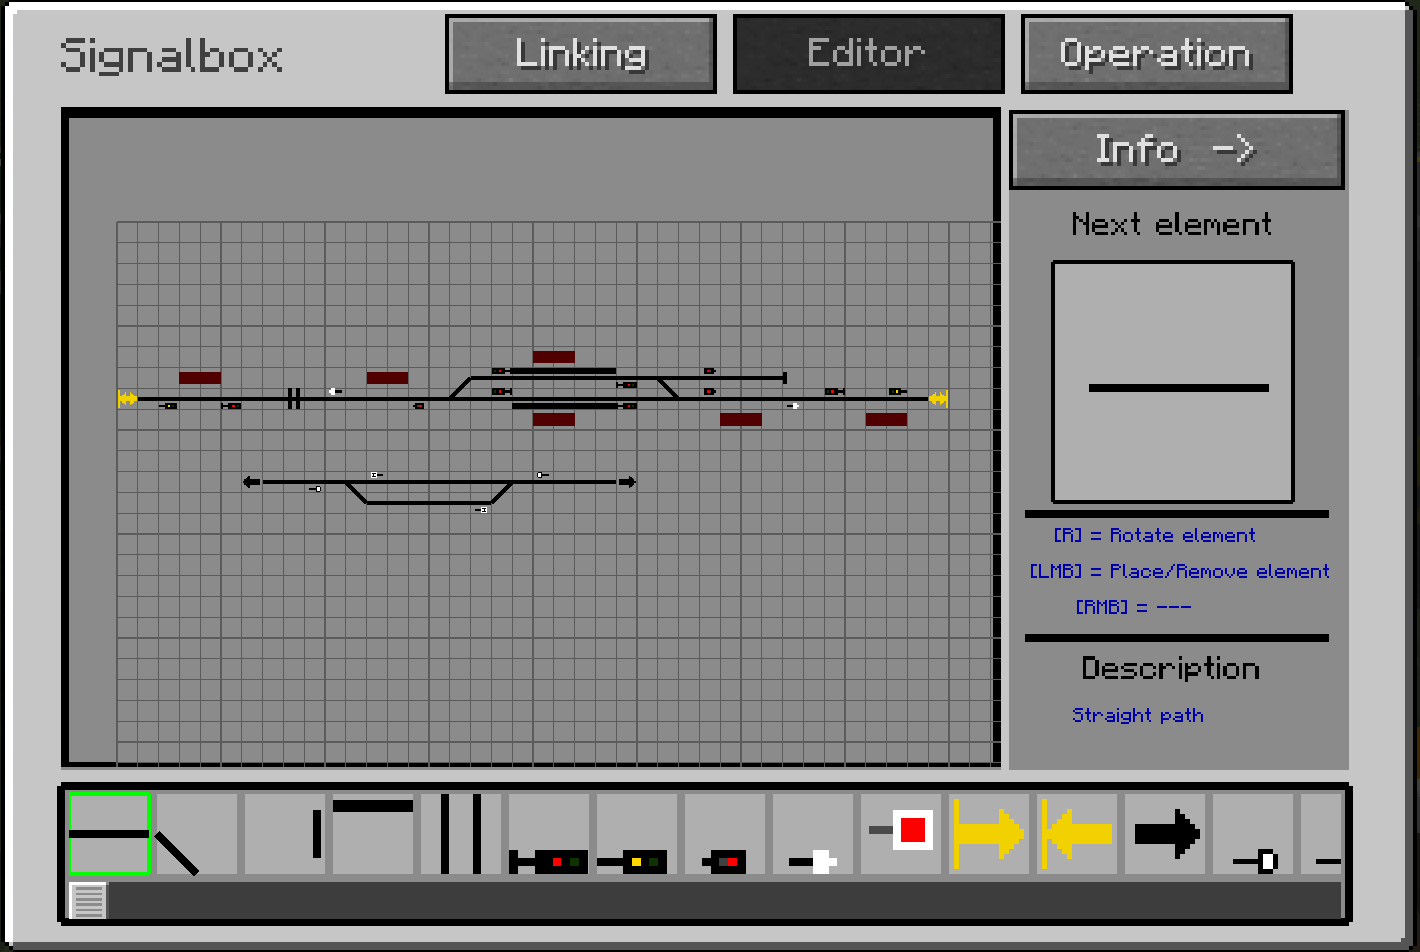 Signalbox
Linking
Editor
Operation
Info ->
Next element
[R] = Rotate element
[LMB] = Place/Remove element
[RMB] = ---
Description
Straight path